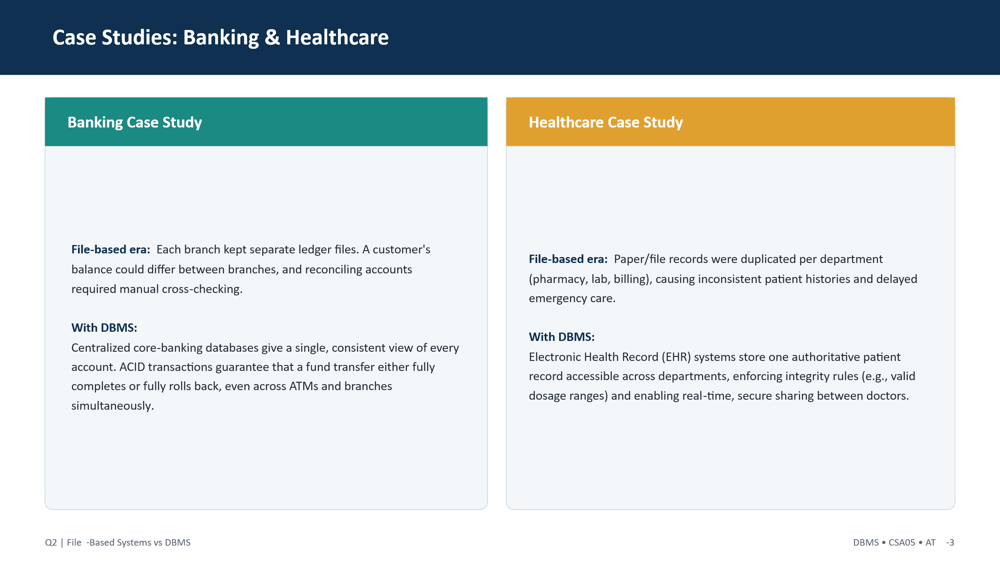 Case Studies: Banking & Healthcare
Banking Case Study
File-based era:  Each branch kept separate ledger files. A customer's
balance could differ between branches, and reconciling accounts
required manual cross-checking.
With DBMS:
Centralized core-banking databases give a single, consistent view of every
account. ACID transactions guarantee that a fund transfer either fully
completes or fully rolls back, even across ATMs and branches
simultaneously.
Healthcare Case Study
File-based era:  Paper/file records were duplicated per department
(pharmacy, lab, billing), causing inconsistent patient histories and delayed
emergency care.
With DBMS:
Electronic Health Record (EHR) systems store one authoritative patient
record accessible across departments, enforcing integrity rules (e.g., valid
dosage ranges) and enabling real-time, secure sharing between doctors.
Q2 | File  -Based Systems vs DBMS
DBMS • CSA05 • AT  -3